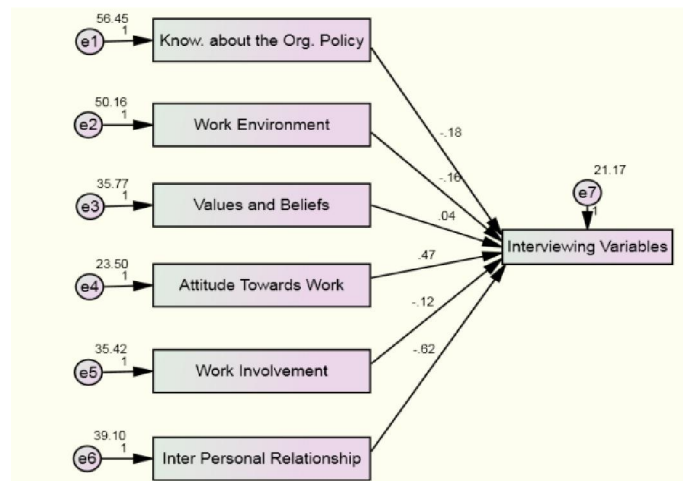 56.45
1
e1
Know. about the Org. Policy
-.18
50.16
1
e2
Work Environment
-.16
21.17
e7
1
35.77
1
e3
Values and Beliefs
.04
Interviewing Variables
23.50
1
e4
Attitude Towards Work
.47
-.12
35.42
1
e5
Work Involvement
-.62
39.10
1
e6
Inter Personal Relationship